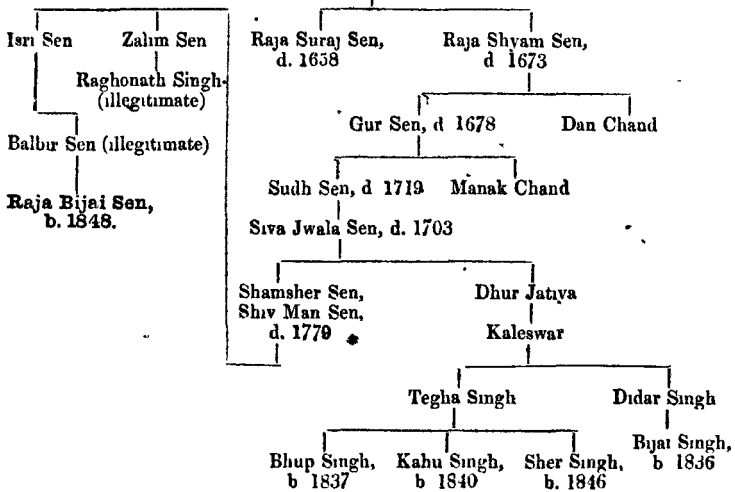 Isri Sen
Zalim Sen
Raja Suraj Sen,
d. 1658
Raja Shyam Sen,
d 1673
Raghonath Singh
(illegitimate)
Gur Sen, d 1678
Dan Chand
Balbir Sen (illegitimate)
Sudh Sen, d 1719
Manak Chand
Raja Bijai Sen,
b. 1848.
Siva Jwala Sen, d. 1703
Shamsher Sen,
Shiv Man Sen,
d. 1779
Dhur Jatiya
Kaleswar
Tegha Singh
Didar Singh
Bhup Singh,
b 1837
Kahu Singh,
b 1840
Sher Singh,
b. 1846
Bijai Singh,
b 1836